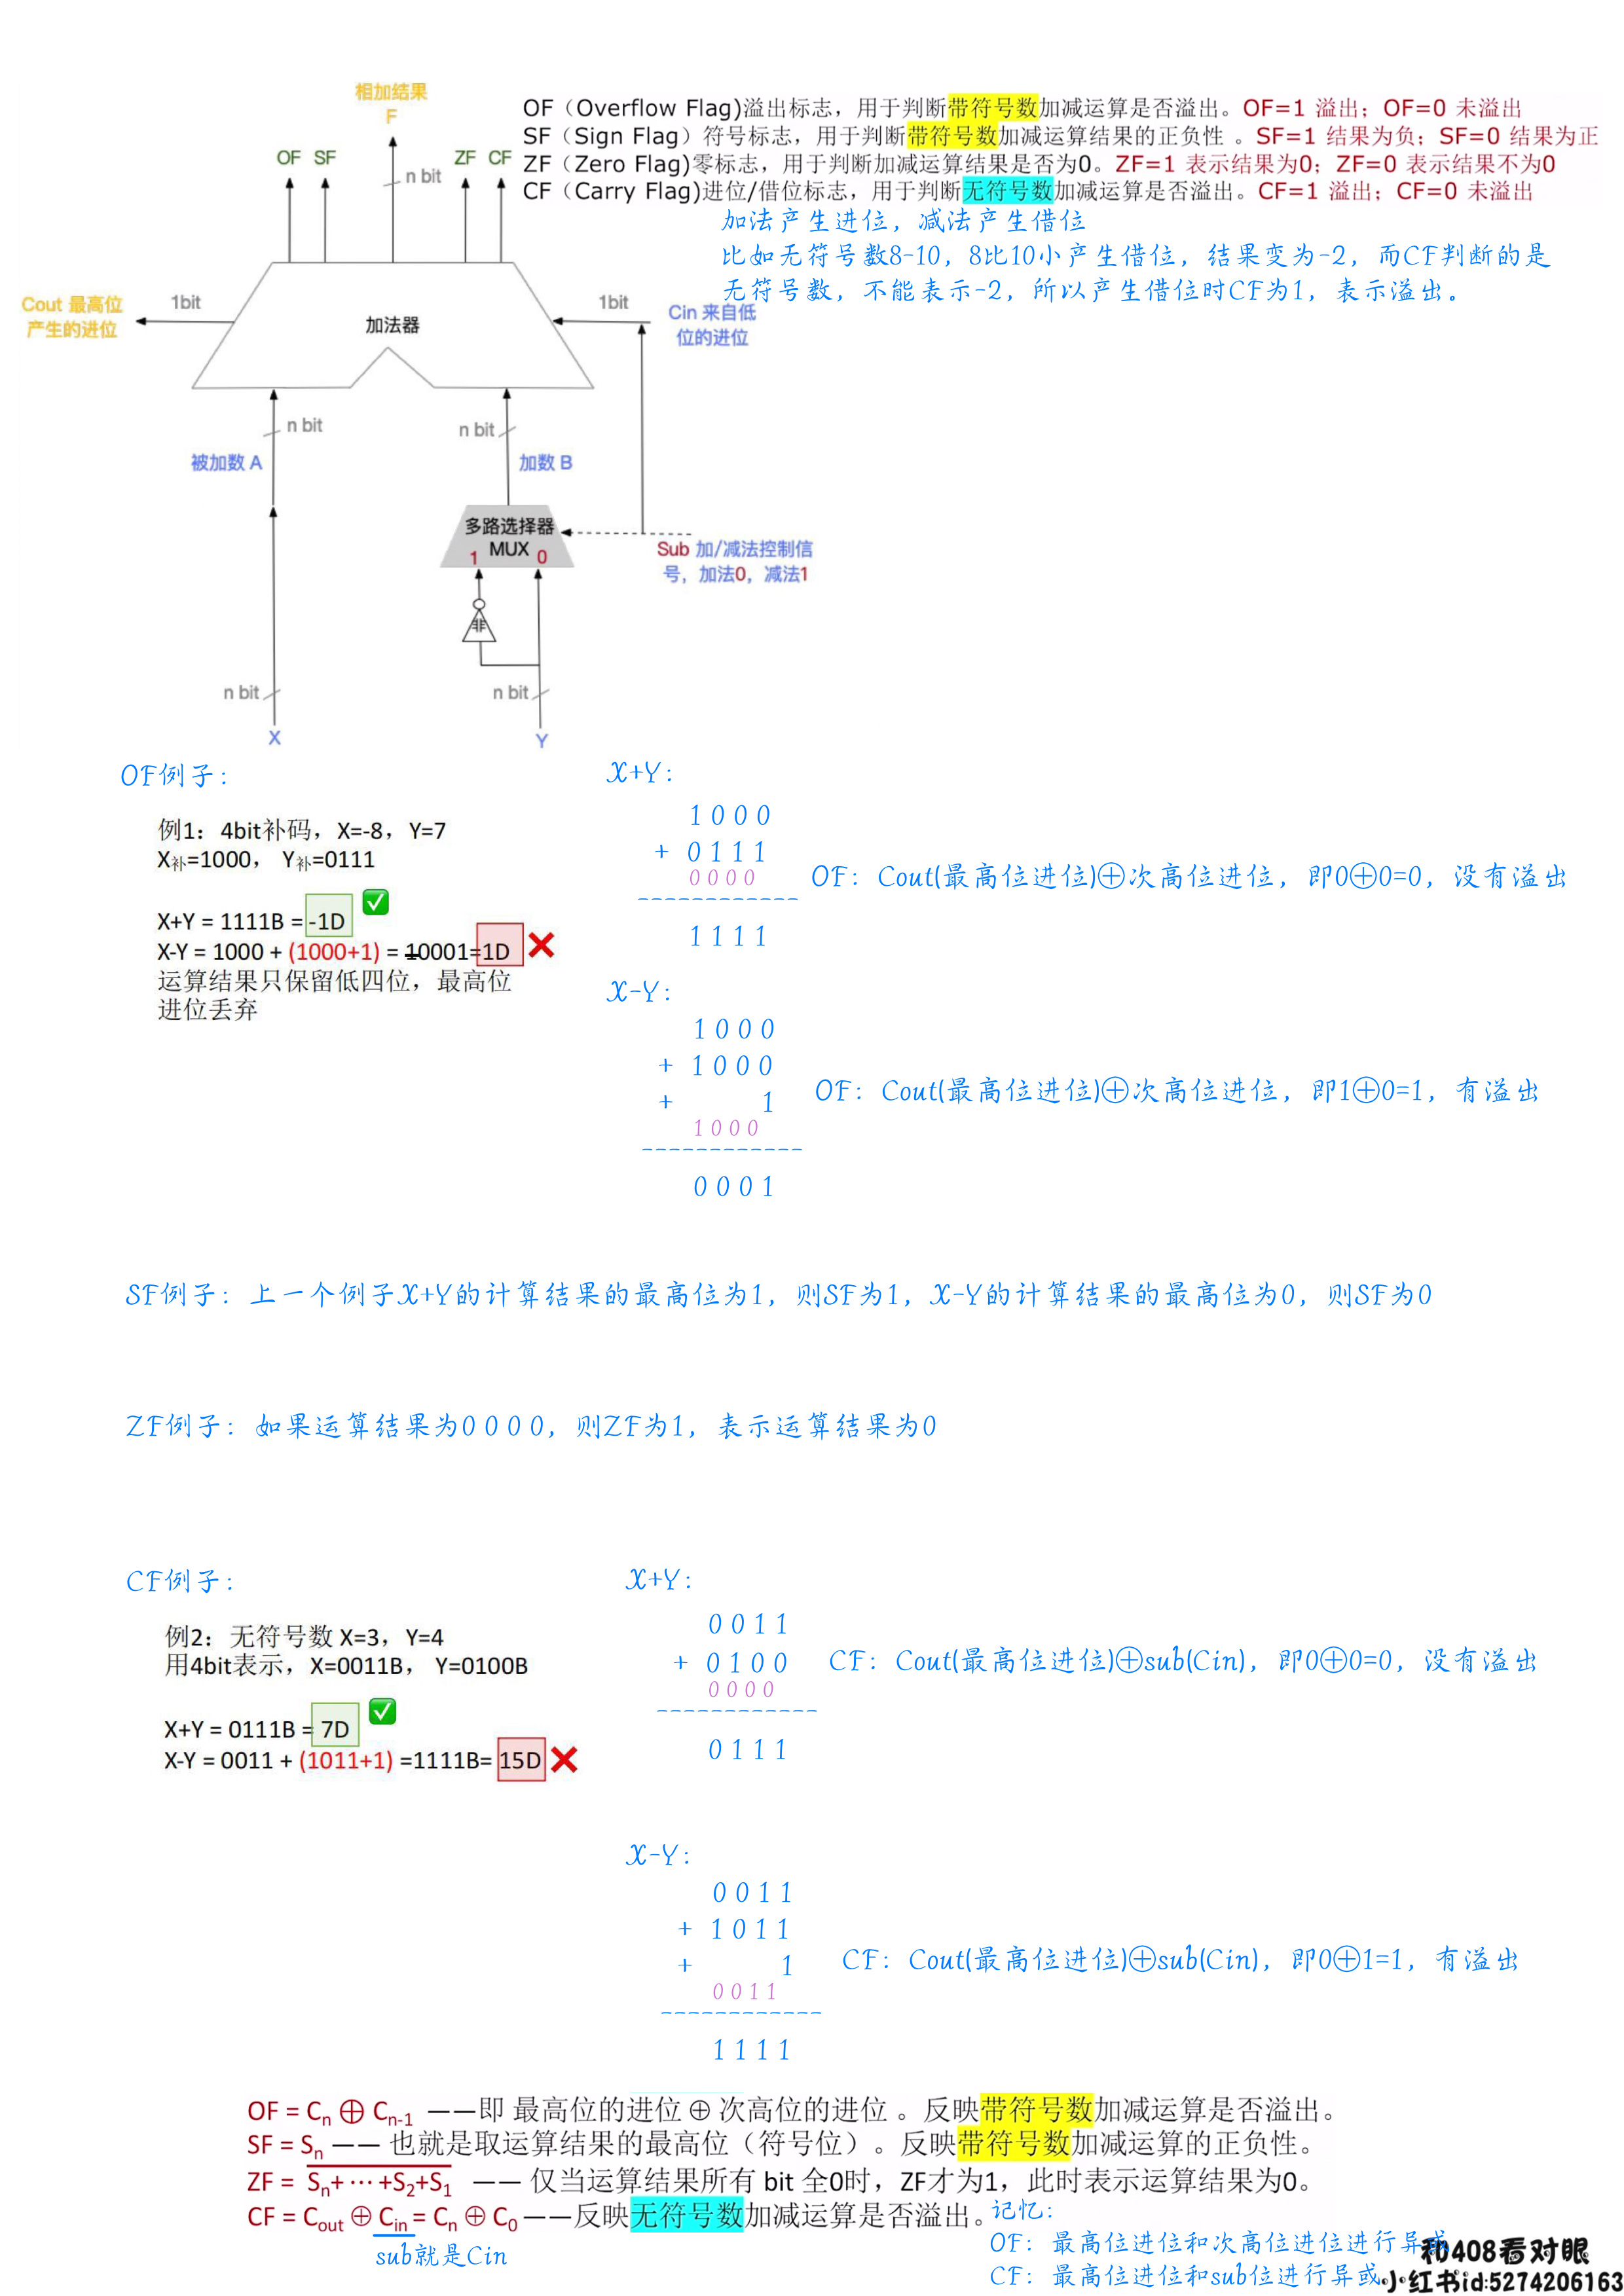 相加结果
F
OF SF
ZF CF
n bit
OF（Overflow Flag)溢出标志，用于判断带符号数加减运算是否溢出。OF=1 溢出；OF=0 未溢出
SF（Sign Flag）符号标志，用于判断带符号数加减运算结果的正负性 。SF=1 结果为负；SF=0 结果为正
ZF（Zero Flag)零标志，用于判断加减运算结果是否为0。ZF=1 表示结果为0；ZF=0 表示结果不为0
CF（Carry Flag)进位/借位标志，用于判断无符号数加减运算是否溢出。CF=1 溢出；CF=0 未溢出
加法产生进位，减法产生借位
比如无符号数8-10，8比10小产生借位，结果变为-2，而CF判断的是
无符号数，不能表示-2，所以产生借位时CF为1，表示溢出。
Cout 最高位
产生的进位
1bit
加法器
1bit
Cin 来自低
位的进位
n bit
n bit
被加数 A
加数 B
多路选择器
MUX
1 0
Sub 加/减法控制信
号，加法0，减法1
非
n bit
n bit
X
Y
OF例子：
例1：4bit补码，X=-8，Y=7
X补=1000， Y补=0111
X+Y = 1111B = -1D
X-Y = 1000 + (1000+1) = 10001=1D
运算结果只保留低四位，最高位
进位丢弃
X+Y：
1 0 0 0
+ 0 1 1 1
0 0 0 0
------------
1 1 1 1
OF：Cout(最高位进位)⊕次高位进位，即0⊕0=0，没有溢出
X-Y：
1 0 0 0
+ 1 0 0 0
+ 1
1 0 0 0
------------
0 0 0 1
OF：Cout(最高位进位)⊕次高位进位，即1⊕0=1，有溢出
SF例子：上一个例子X+Y的计算结果的最高位为1，则SF为1，X-Y的计算结果的最高位为0，则SF为0
ZF例子：如果运算结果为0 0 0 0，则ZF为1，表示运算结果为0
CF例子：
例2：无符号数 X=3，Y=4
用4bit表示，X=0011B， Y=0100B
X+Y = 0111B = 7D
X-Y = 0011 + (1011+1) =1111B= 15D
X+Y：
0 0 1 1
+ 0 1 0 0
0 0 0 0
------------
0 1 1 1
CF：Cout(最高位进位)⊕sub(Cin)，即0⊕0=0，没有溢出
X-Y：
0 0 1 1
+ 1 0 1 1
+ 1
0 0 1 1
------------
1 1 1 1
CF：Cout(最高位进位)⊕sub(Cin)，即0⊕1=1，有溢出
OF = Cn ⊕ Cn-1 ——即 最高位的进位 ⊕ 次高位的进位 。反映带符号数加减运算是否溢出。
SF = Sn —— 也就是取运算结果的最高位（符号位）。反映带符号数加减运算的正负性。
ZF = Sn+ ··· +S2+S1 —— 仅当运算结果所有 bit 全0时，ZF才为1，此时表示运算结果为0。
CF = Cout ⊕ Cin = Cn ⊕ C0 ——反映无符号数加减运算是否溢出。
sub就是Cin
记忆：
OF：最高位进位和次高位进位进行异或
CF：最高位进位和sub位进行异或
和408看对眼
小红书id:5274206163